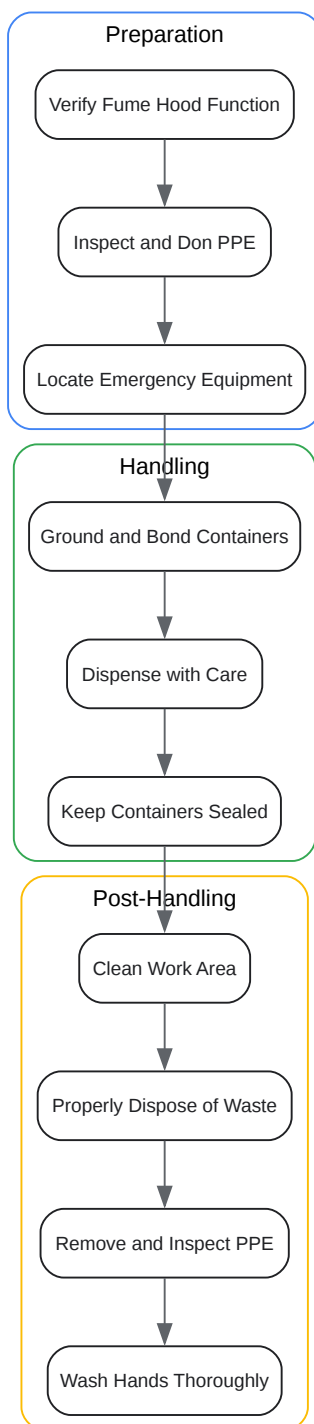 Preparation
Verify Fume Hood Function
Inspect and Don PPE
Locate Emergency Equipment
Handling
Ground and Bond Containers
Dispense with Care
Keep Containers Sealed
Post-Handling
Clean Work Area
Properly Dispose of Waste
Remove and Inspect PPE
Wash Hands Thoroughly